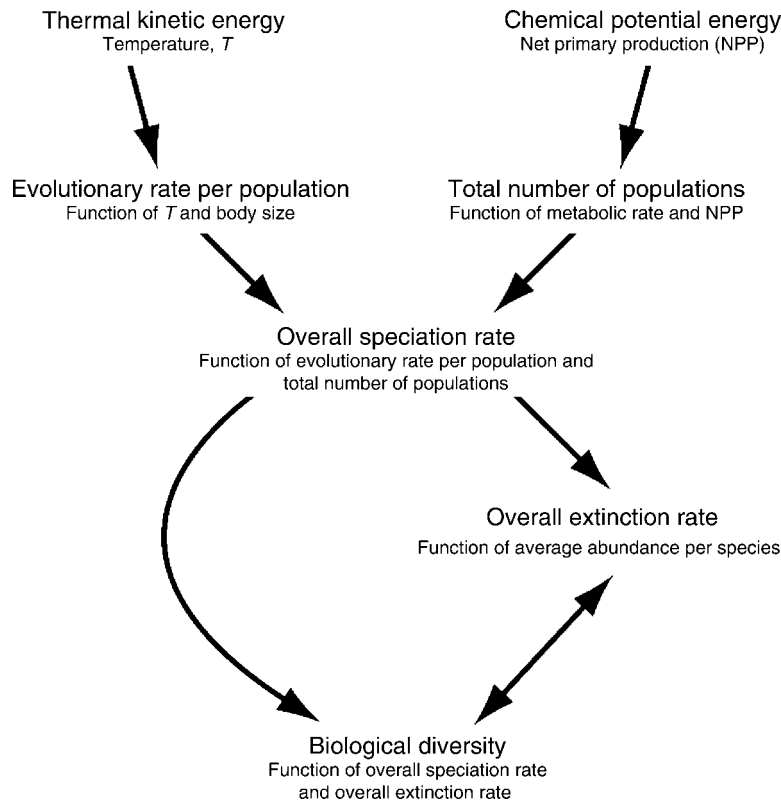 Thermal kinetic energy
Temperature, T
Chemical potential energy
Net primary production (NPP)
Evolutionary rate per population
Function of T and body size
Total number of populations
Function of metabolic rate and NPP
Overall speciation rate
Function of evolutionary rate per population and
total number of populations
Overall extinction rate
Function of average abundance per species
Biological diversity
Function of overall speciation rate
and overall extinction rate